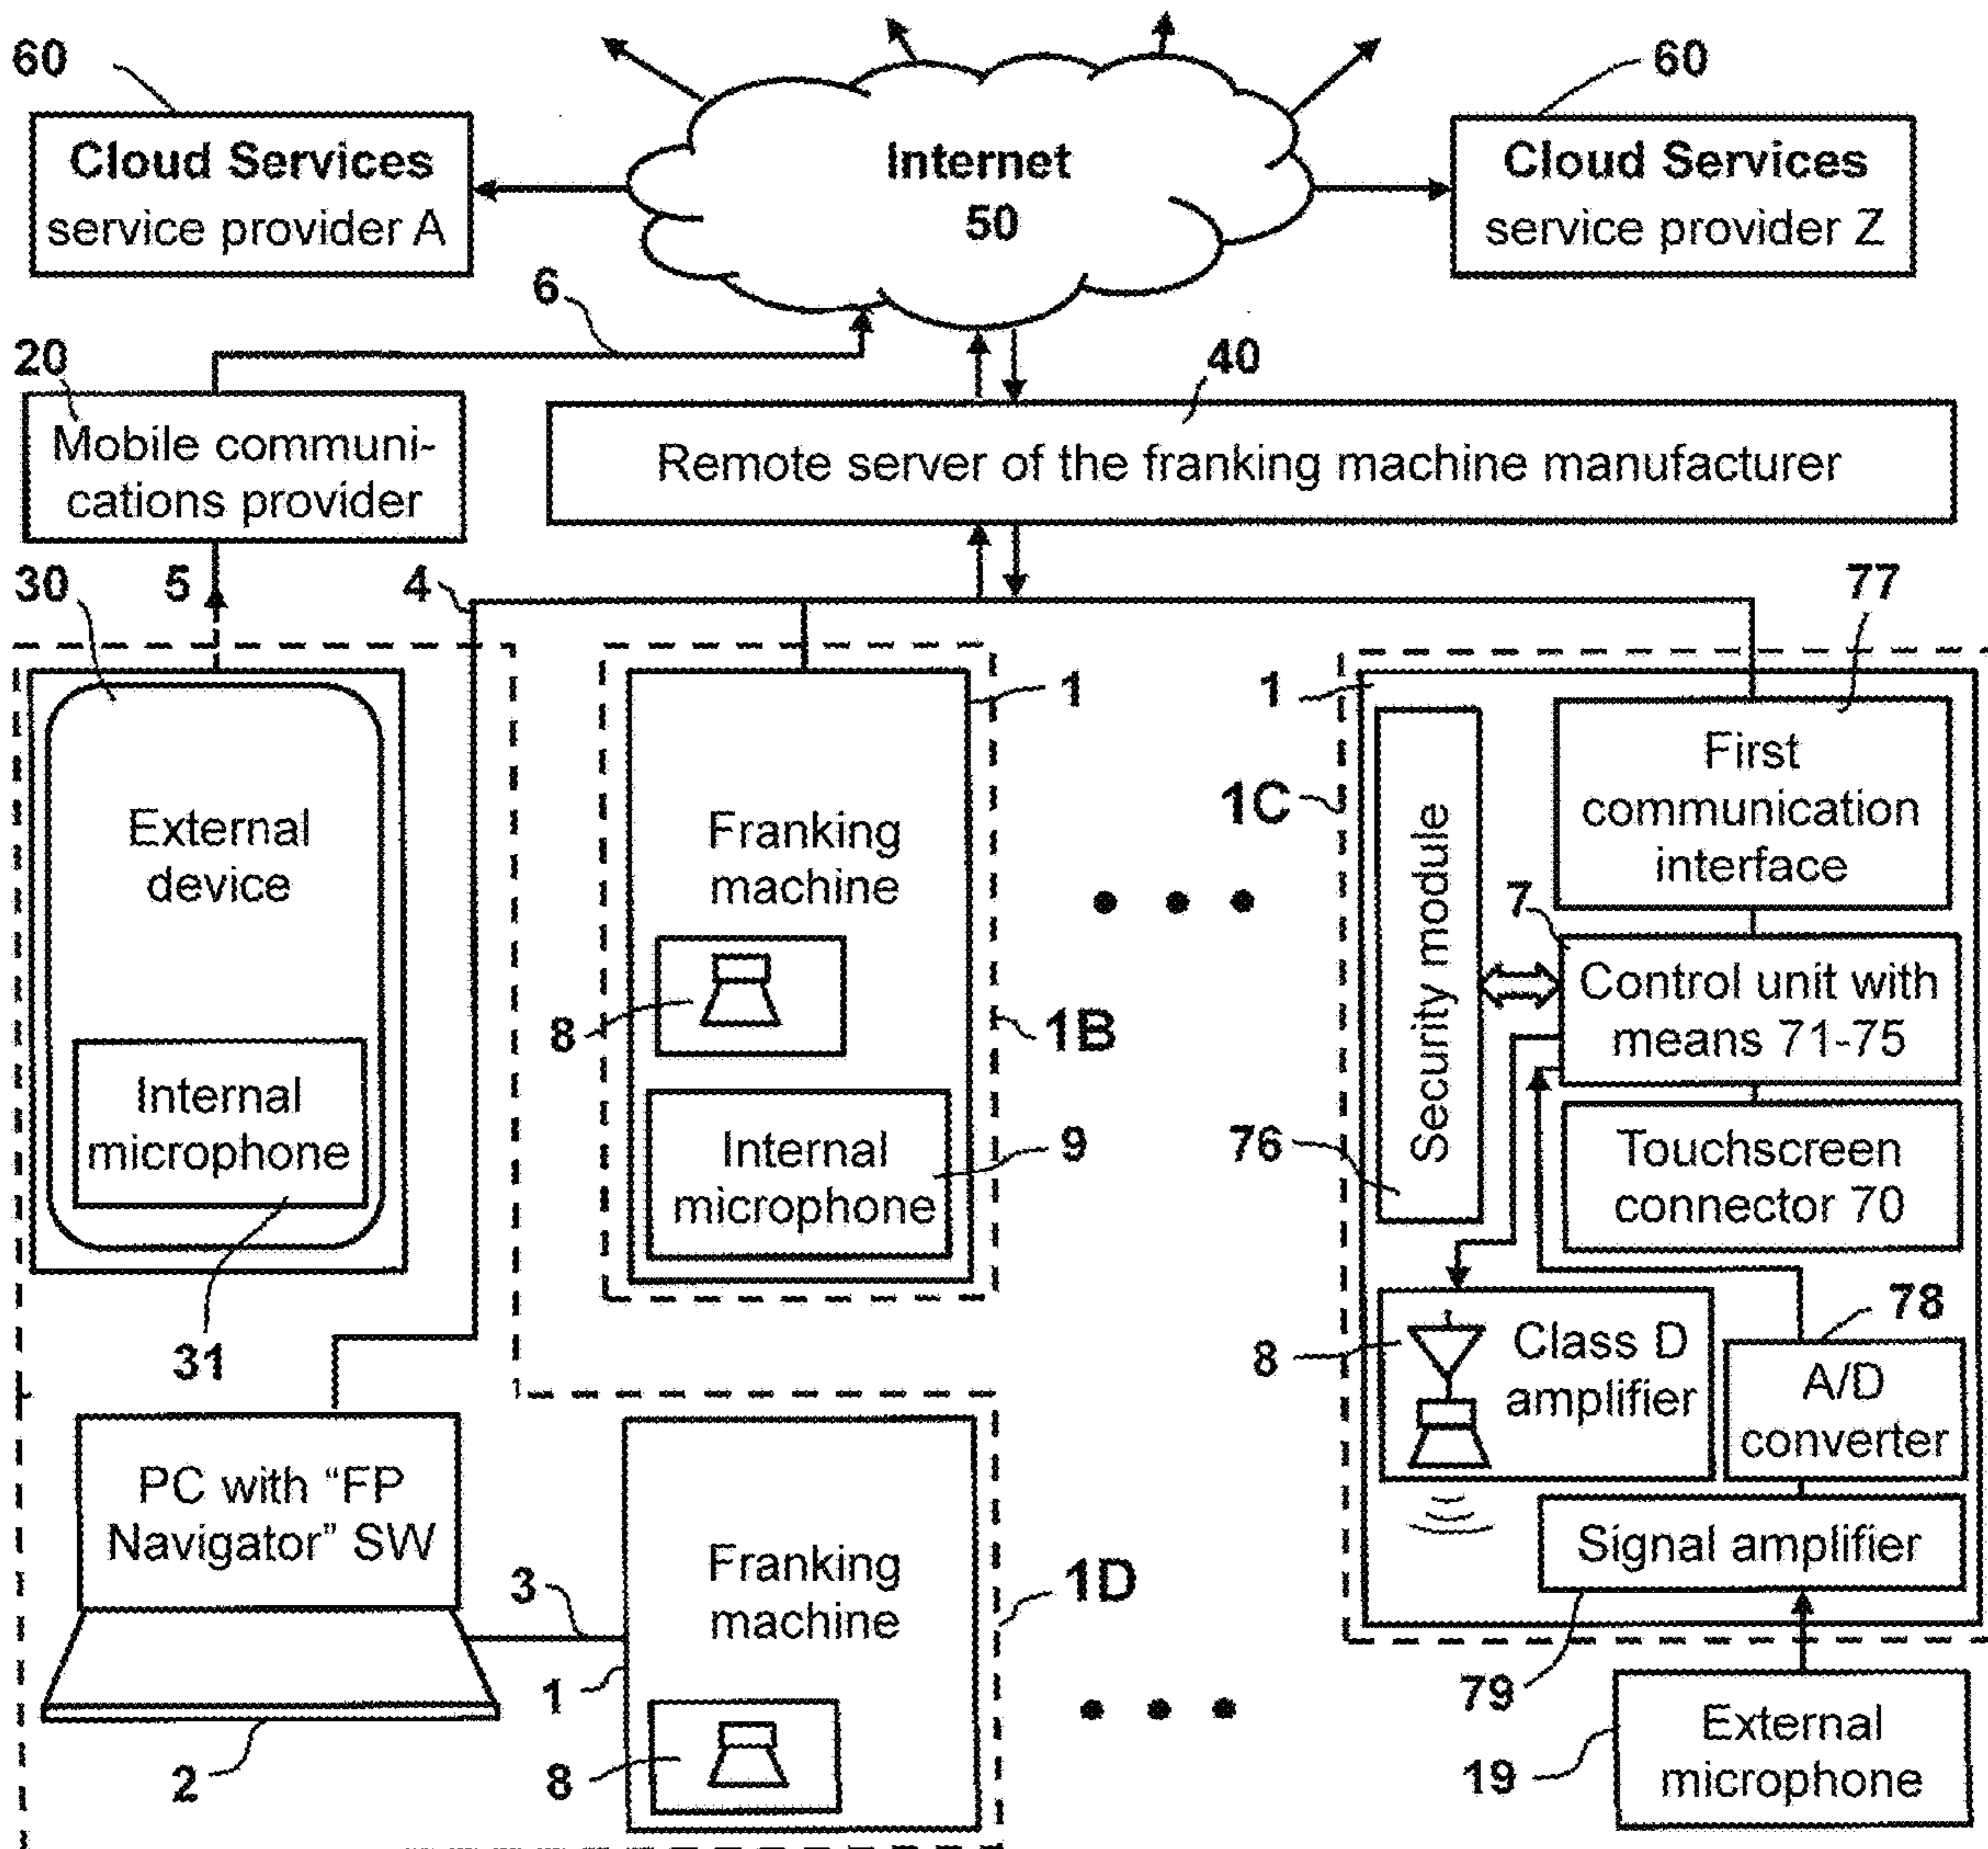 60
60
Cloud Services
service provider A
Internet
50
Cloud Services
service provider Z
6
20
40
Mobile communi-
cations provider
Remote server of the franking machine manufacturer
30
5
4
77
1
1
External
device
Franking
machine
1C
First
communication
interface
Security module
7
8
1B
Control unit with
means 71-75
Internal
microphone
Internal
microphone
9
76
Touchscreen
connector 70
31
8
Class D
amplifier
78
A/D
converter
PC with “FP
Navigator” SW
3
Franking
machine
1D
Signal amplifier
1
79
2
8
19
External
microphone